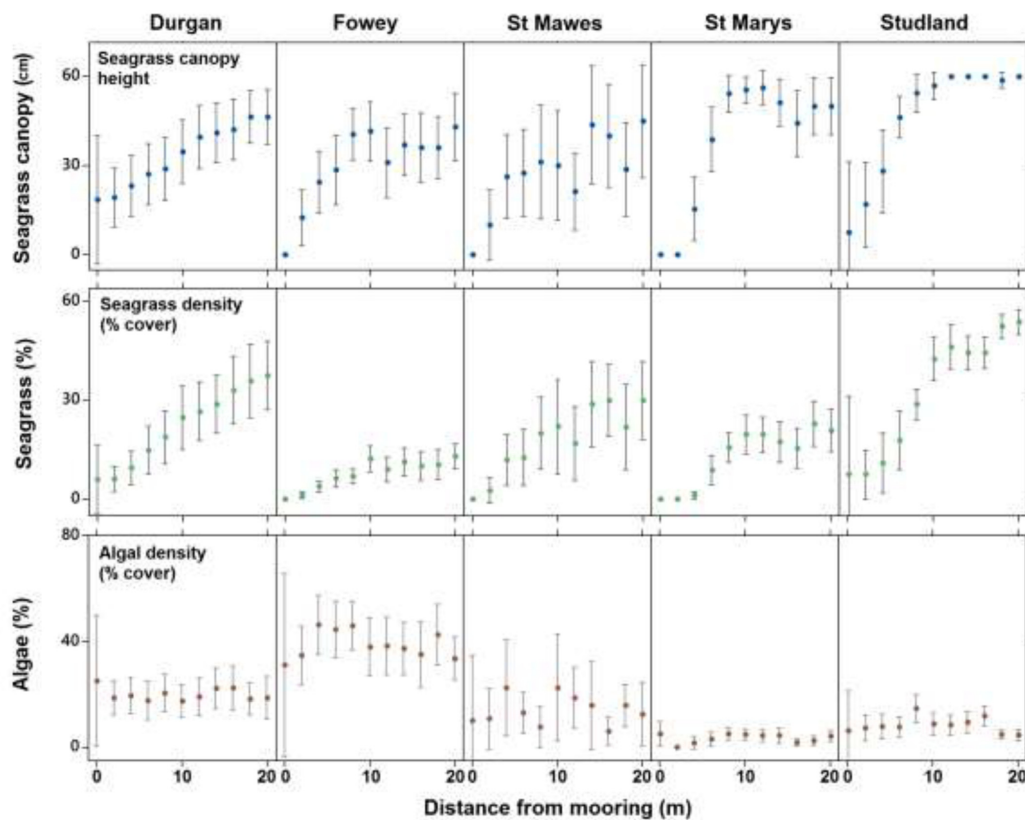 Durgan Fowey St Mawes St Marys Studland
Seagrass canopy height
Seagrass canopy (cm)
60
30
0
Seagrass density
(% cover)
Seagrass (%)
60
30
0
Algal density
(% cover)
Algae (%)
80
40
0
0 10 20 0 10 20 0 10 20 0 10 20 0 10 20
Distance from mooring (m)